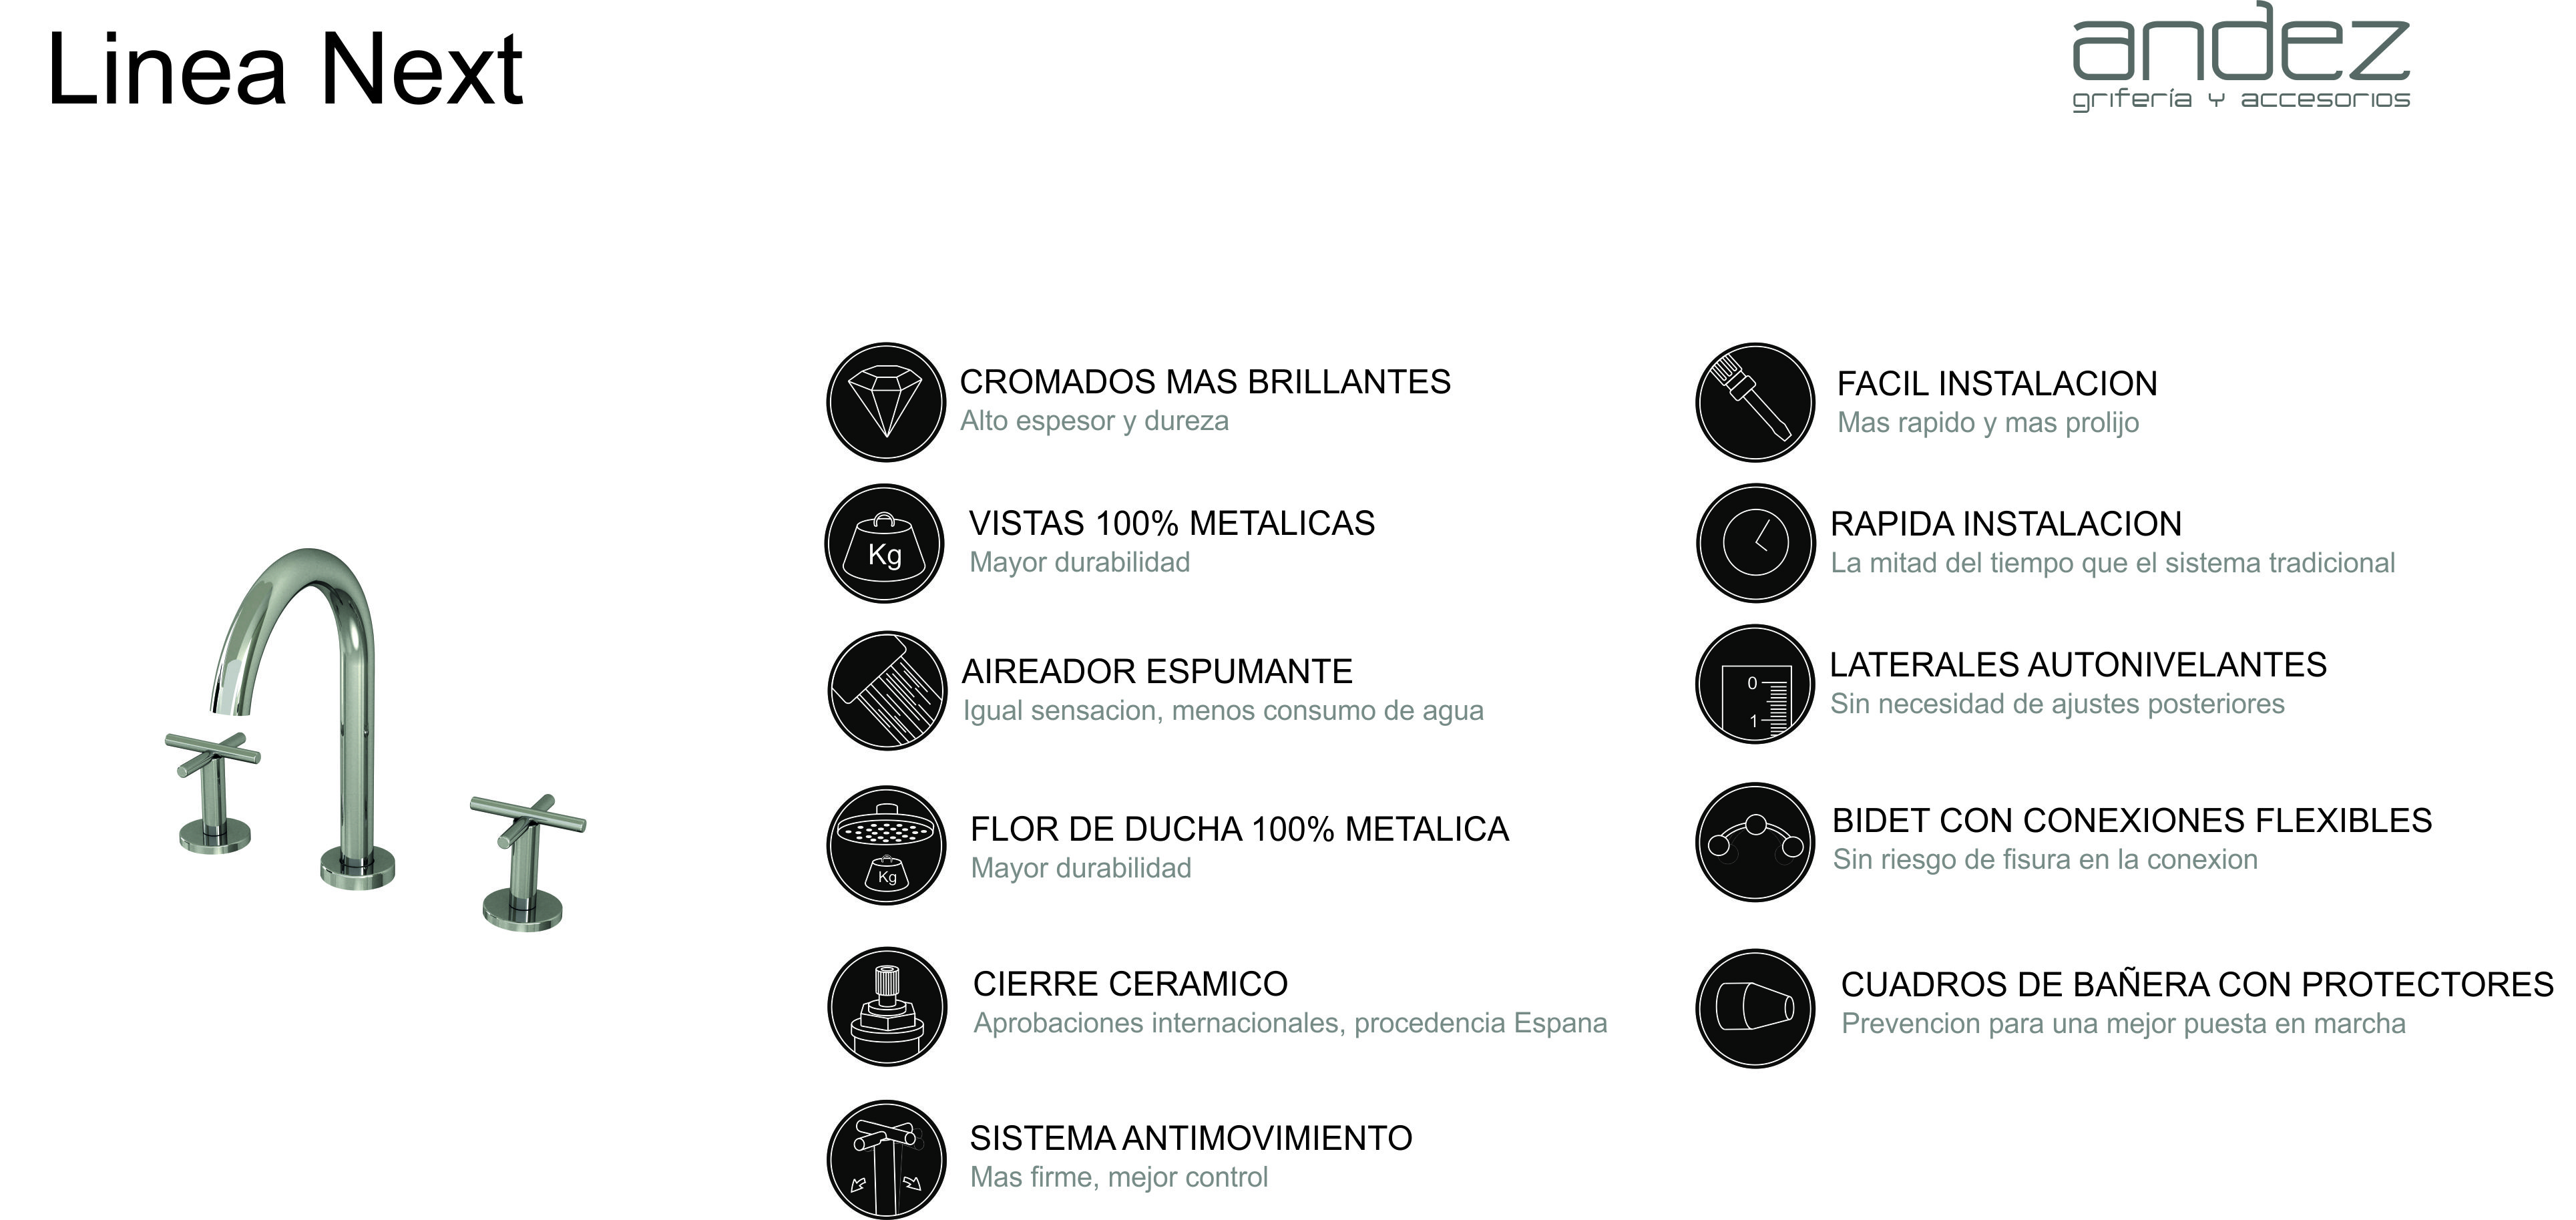 Linea Next
andez
grifería y accesorios
CROMADOS MAS BRILLANTES
Alto espesor y dureza
Kg
VISTAS 100% METALICAS
Mayor durabilidad
AIREADOR ESPUMANTE
Igual sensacion, menos consumo de agua
Kg
FLOR DE DUCHA 100% METALICA
Mayor durabilidad
CIERRE CERAMICO
Aprobaciones internacionales, procedencia Espana
SISTEMA ANTIMOVIMIENTO
Mas firme, mejor control
FACIL INSTALACION
Mas rapido y mas prolijo
RAPIDA INSTALACION
La mitad del tiempo que el sistema tradicional
0
1
LATERALES AUTONIVELANTES
Sin necesidad de ajustes posteriores
BIDET CON CONEXIONES FLEXIBLES
Sin riesgo de fisura en la conexion
CUADROS DE BAÑERA CON PROTECTORES
Prevencion para una mejor puesta en marcha